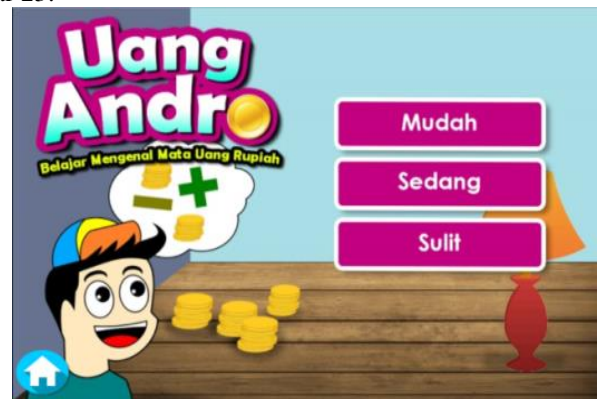 Uang
Andro
Belajar Mengenal Mata Uang Rupiah
Mudah
Sedang
Sulit